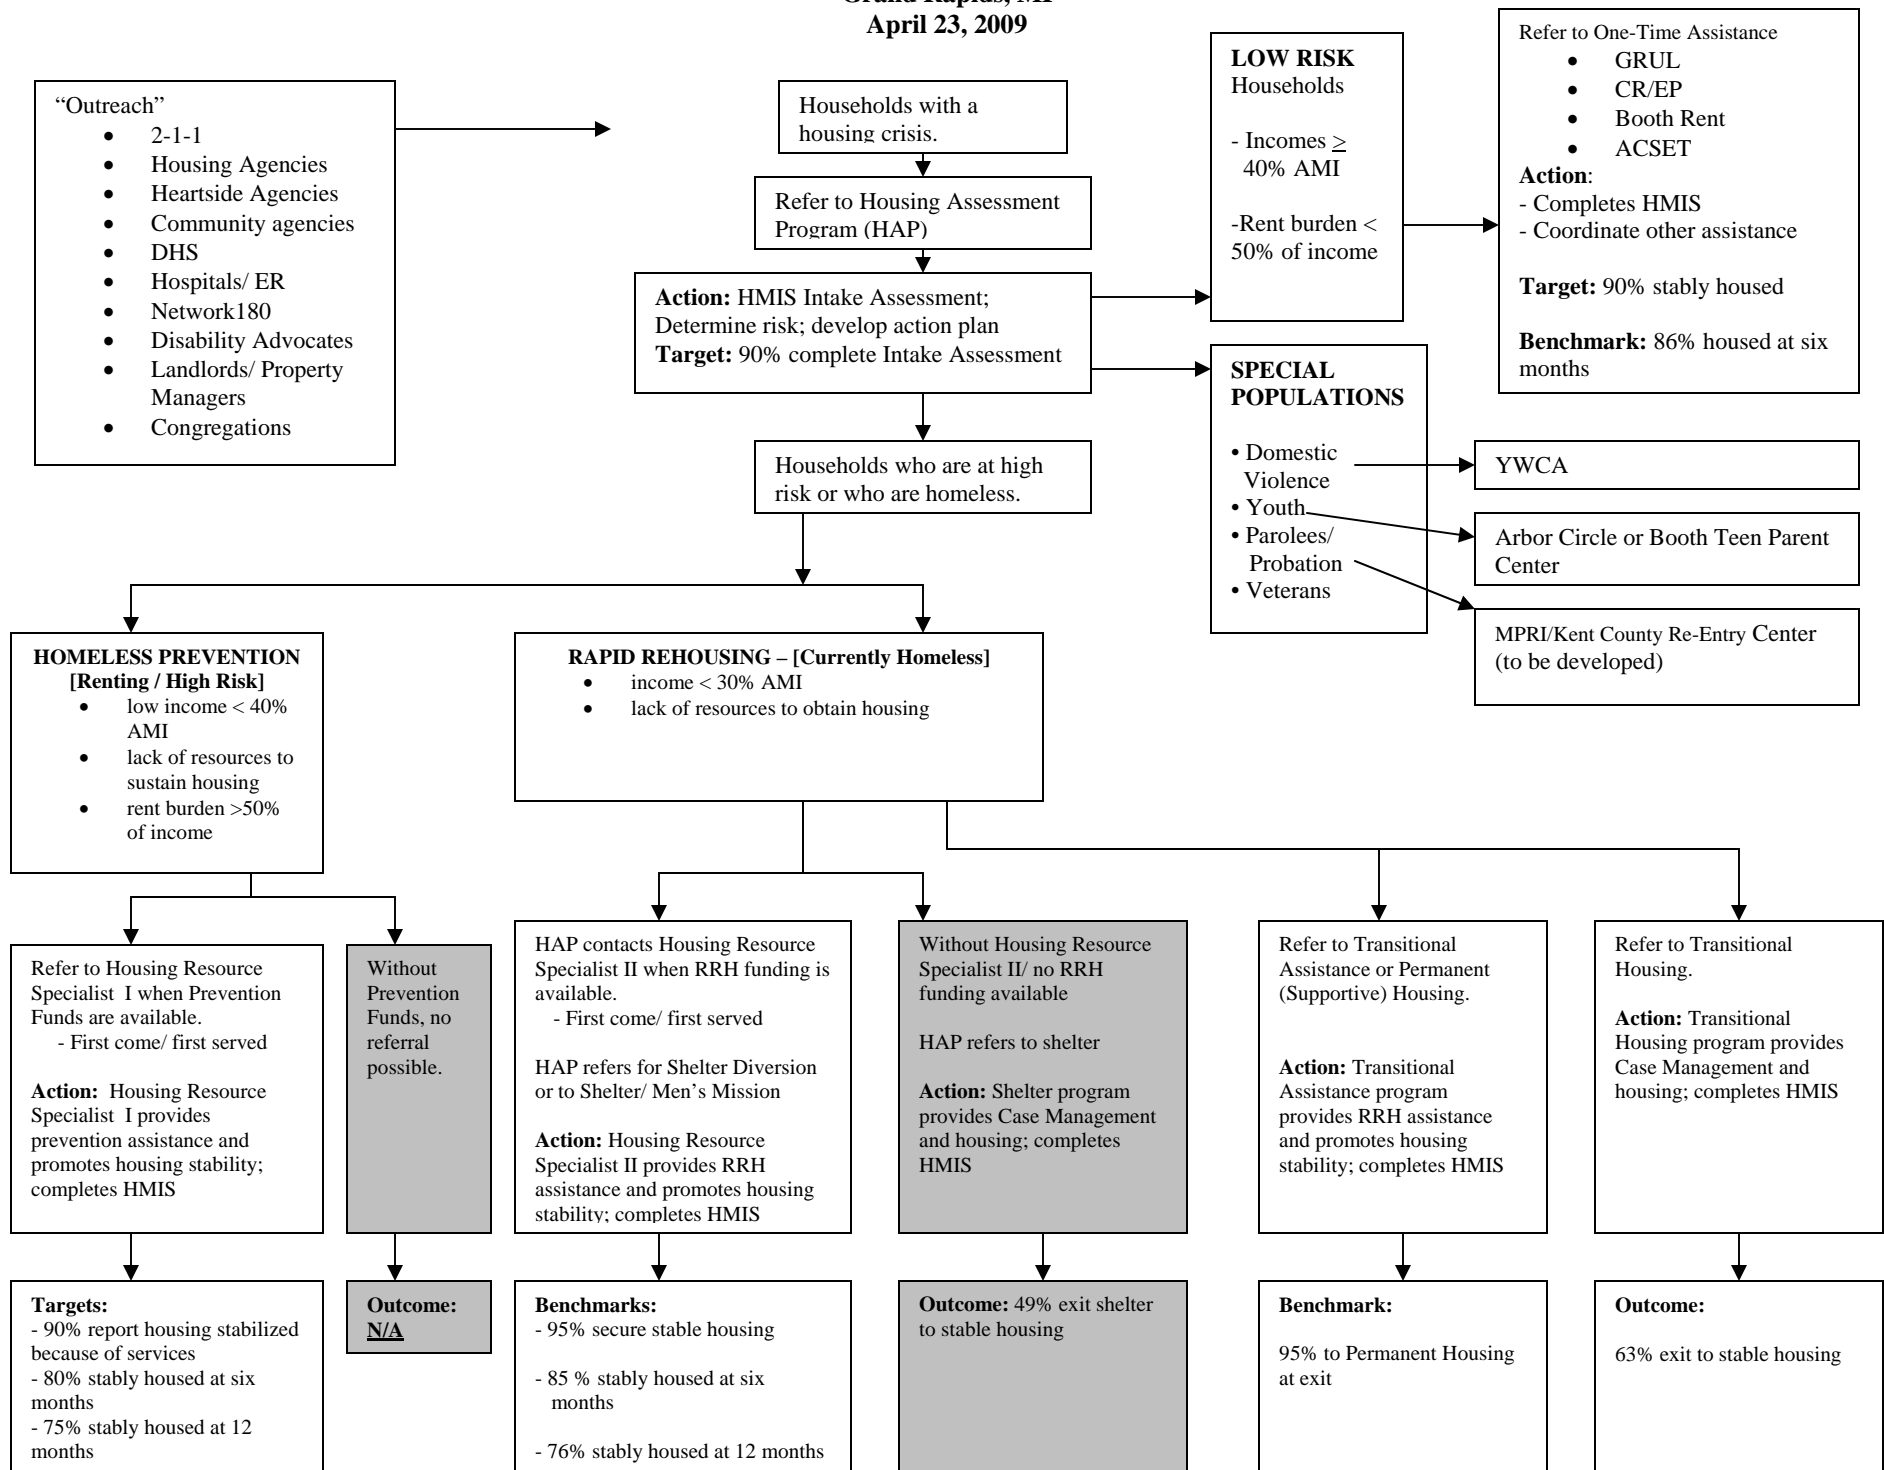 Grand Rapids, MI
April 23, 2009
“Outreach”
• 2-1-1
• Housing Agencies
• Heartside Agencies
• Community agencies
• DHS
• Hospitals/ ER
• Network180
• Disability Advocates
• Landlords/ Property
Managers
• Congregations
Households with a
housing crisis.
Refer to Housing Assessment
Program (HAP)
Action: HMIS Intake Assessment;
Determine risk; develop action plan
Target: 90% complete Intake Assessment
Households who are at high
risk or who are homeless.
LOW RISK
Households
- Incomes ≥
40% AMI
-Rent burden <
50% of income
Refer to One-Time Assistance
• GRUL
• CR/EP
• Booth Rent
• ACSET
Action:
- Completes HMIS
- Coordinate other assistance
Target: 90% stably housed
Benchmark: 86% housed at six
months
SPECIAL
POPULATIONS
• Domestic
Violence
• Youth
• Parolees/
Probation
• Veterans
YWCA
Arbor Circle or Booth Teen Parent
Center
MPRI/Kent County Re-Entry Center
(to be developed)
HOMELESS PREVENTION
[Renting / High Risk]
• low income < 40%
AMI
• lack of resources to
sustain housing
• rent burden >50%
of income
RAPID REHOUSING – [Currently Homeless]
• income < 30% AMI
• lack of resources to obtain housing
Refer to Housing Resource
Specialist I when Prevention
Funds are available.
- First come/ first served
Action: Housing Resource
Specialist I provides
prevention assistance and
promotes housing stability;
completes HMIS
Without
Prevention
Funds, no
referral
possible.
HAP contacts Housing Resource
Specialist II when RRH funding is
available.
- First come/ first served
HAP refers for Shelter Diversion
or to Shelter/ Men’s Mission
Action: Housing Resource
Specialist II provides RRH
assistance and promotes housing
stability; completes HMIS
Without Housing Resource
Specialist II/ no RRH
funding available
HAP refers to shelter
Action: Shelter program
provides Case Management
and housing; completes
HMIS
Refer to Transitional
Assistance or Permanent
(Supportive) Housing.
Action: Transitional
Assistance program
provides RRH assistance
and promotes housing
stability; completes HMIS
Refer to Transitional
Housing.
Action: Transitional
Housing program provides
Case Management and
housing; completes HMIS
Targets:
- 90% report housing stabilized
because of services
- 80% stably housed at six
months
- 75% stably housed at 12
months
Outcome:
N/A
Benchmarks:
- 95% secure stable housing
- 85 % stably housed at six
months
- 76% stably housed at 12 months
Outcome: 49% exit shelter
to stable housing
Benchmark:
95% to Permanent Housing
at exit
Outcome:
63% exit to stable housing